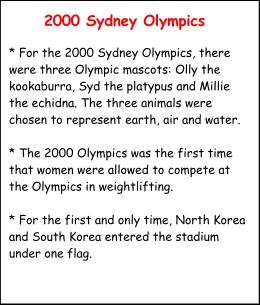 2000 Sydney Olympics
* For the 2000 Sydney Olympics, there
were three Olympic mascots: Olly the
kookaburra, Syd the platypus and Millie
the echidna. The three animals were
chosen to represent earth, air and water.
* The 2000 Olympics was the first time
that women were allowed to compete at
the Olympics in weightlifting.
* For the first and only time, North Korea
and South Korea entered the stadium
under one flag.